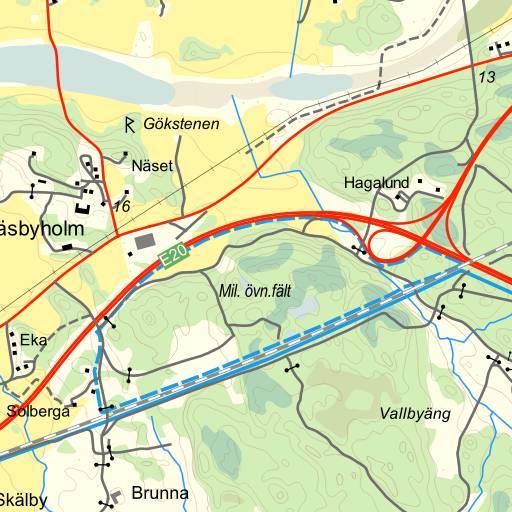 13
ᚱ Gökstenen
Näset
Hagalund
16
äsbyholm
E20
Mil. övn.fält
Eka
Solberga
Vallbyäng
Brunna
Skälby